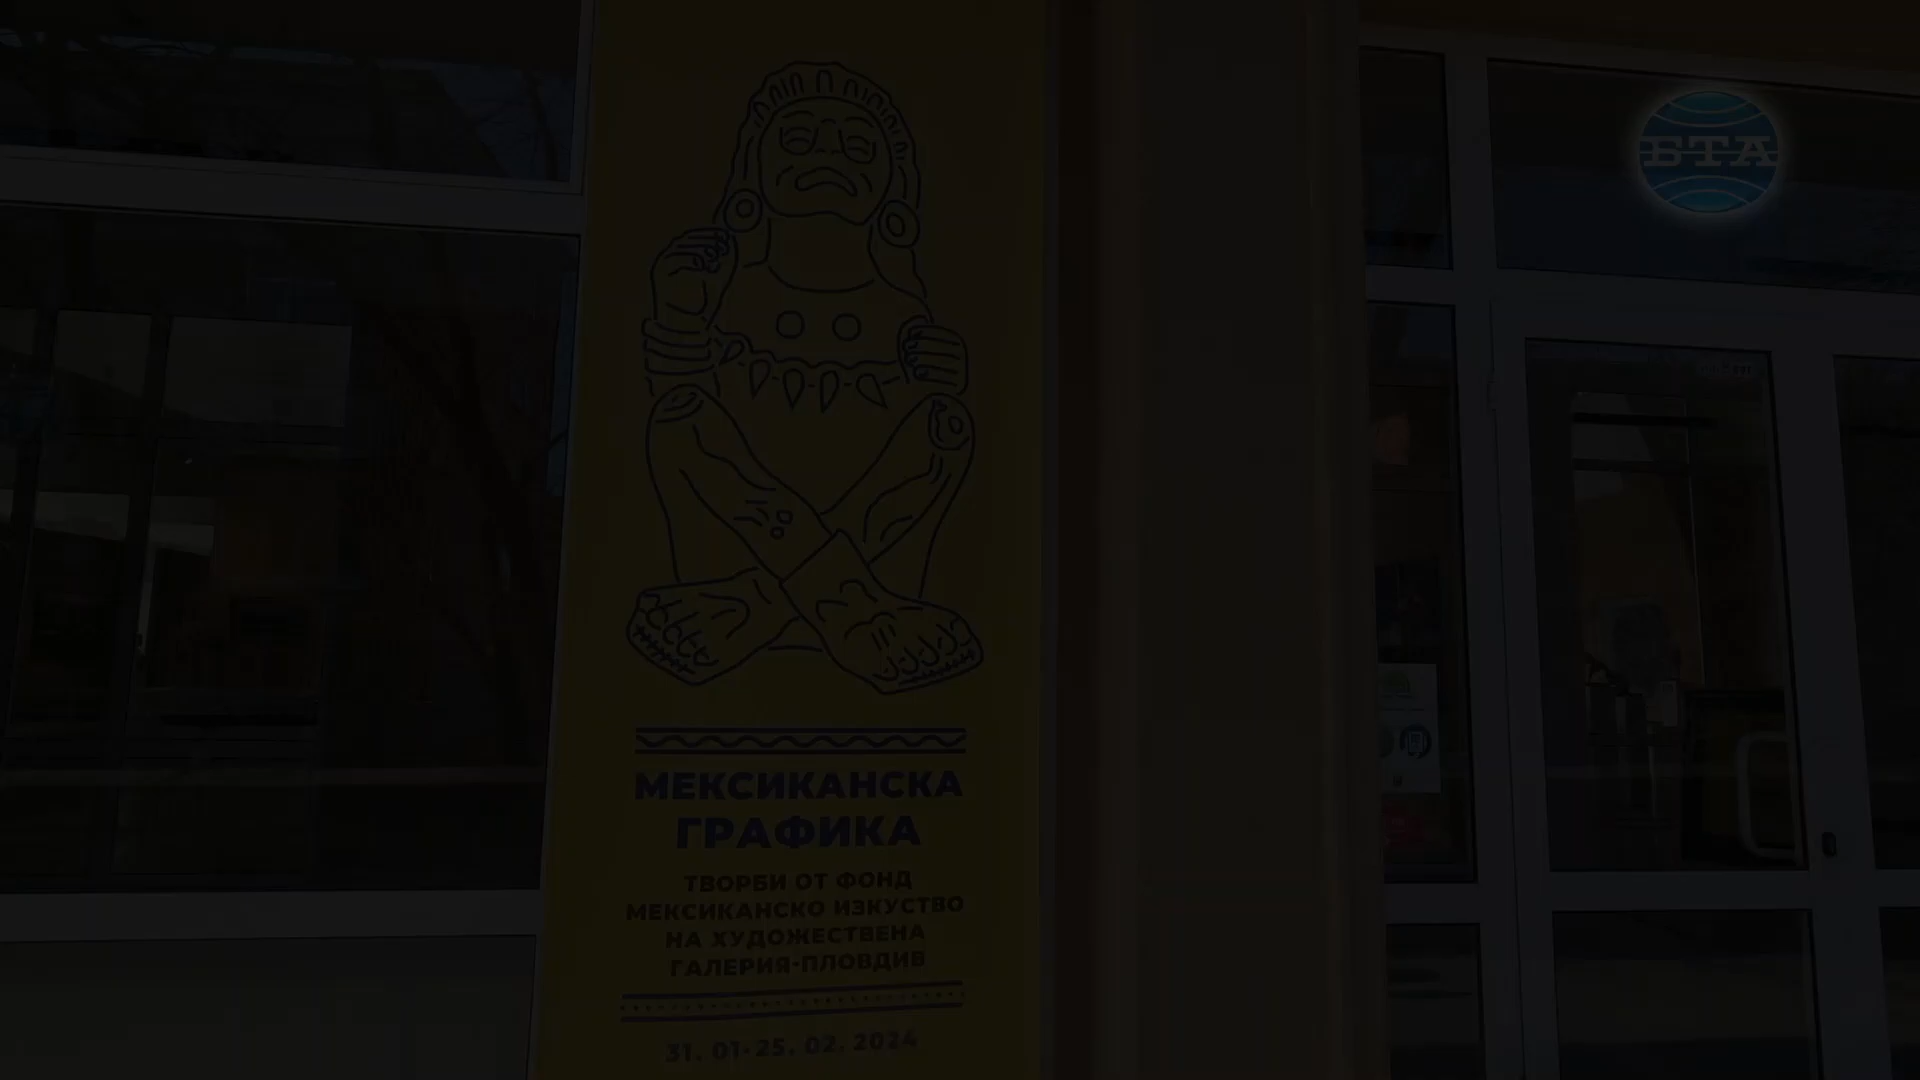 БТА
МЕКСИКАНСКА
ГРАФИКА
ТВОРБИ ОТ ФОНД
МЕКСИКАНСКО ИЗКУСТВО
НА ХУДОЖЕСТВЕНА
ГАЛЕРИЯ-ПЛОВДИВ
31. 01-25. 02. 2024